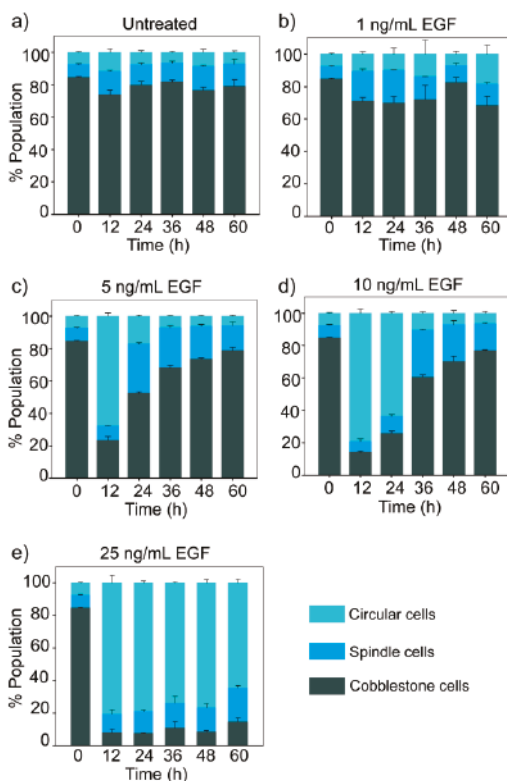 a) Untreated
100
80
60
40
20
0
% Population
0 12 24 36 48 60
Time (h)
b) 1 ng/mL EGF
100
80
60
40
20
0
% Population
0 12 24 36 48 60
Time (h)
c) 5 ng/mL EGF
100
80
60
40
20
0
% Population
0 12 24 36 48 60
Time (h)
d) 10 ng/mL EGF
100
80
60
40
20
0
% Population
0 12 24 36 48 60
Time (h)
e) 25 ng/mL EGF
100
80
60
40
20
0
% Population
0 12 24 36 48 60
Time (h)
Circular cells
Spindle cells
Cobblestone cells